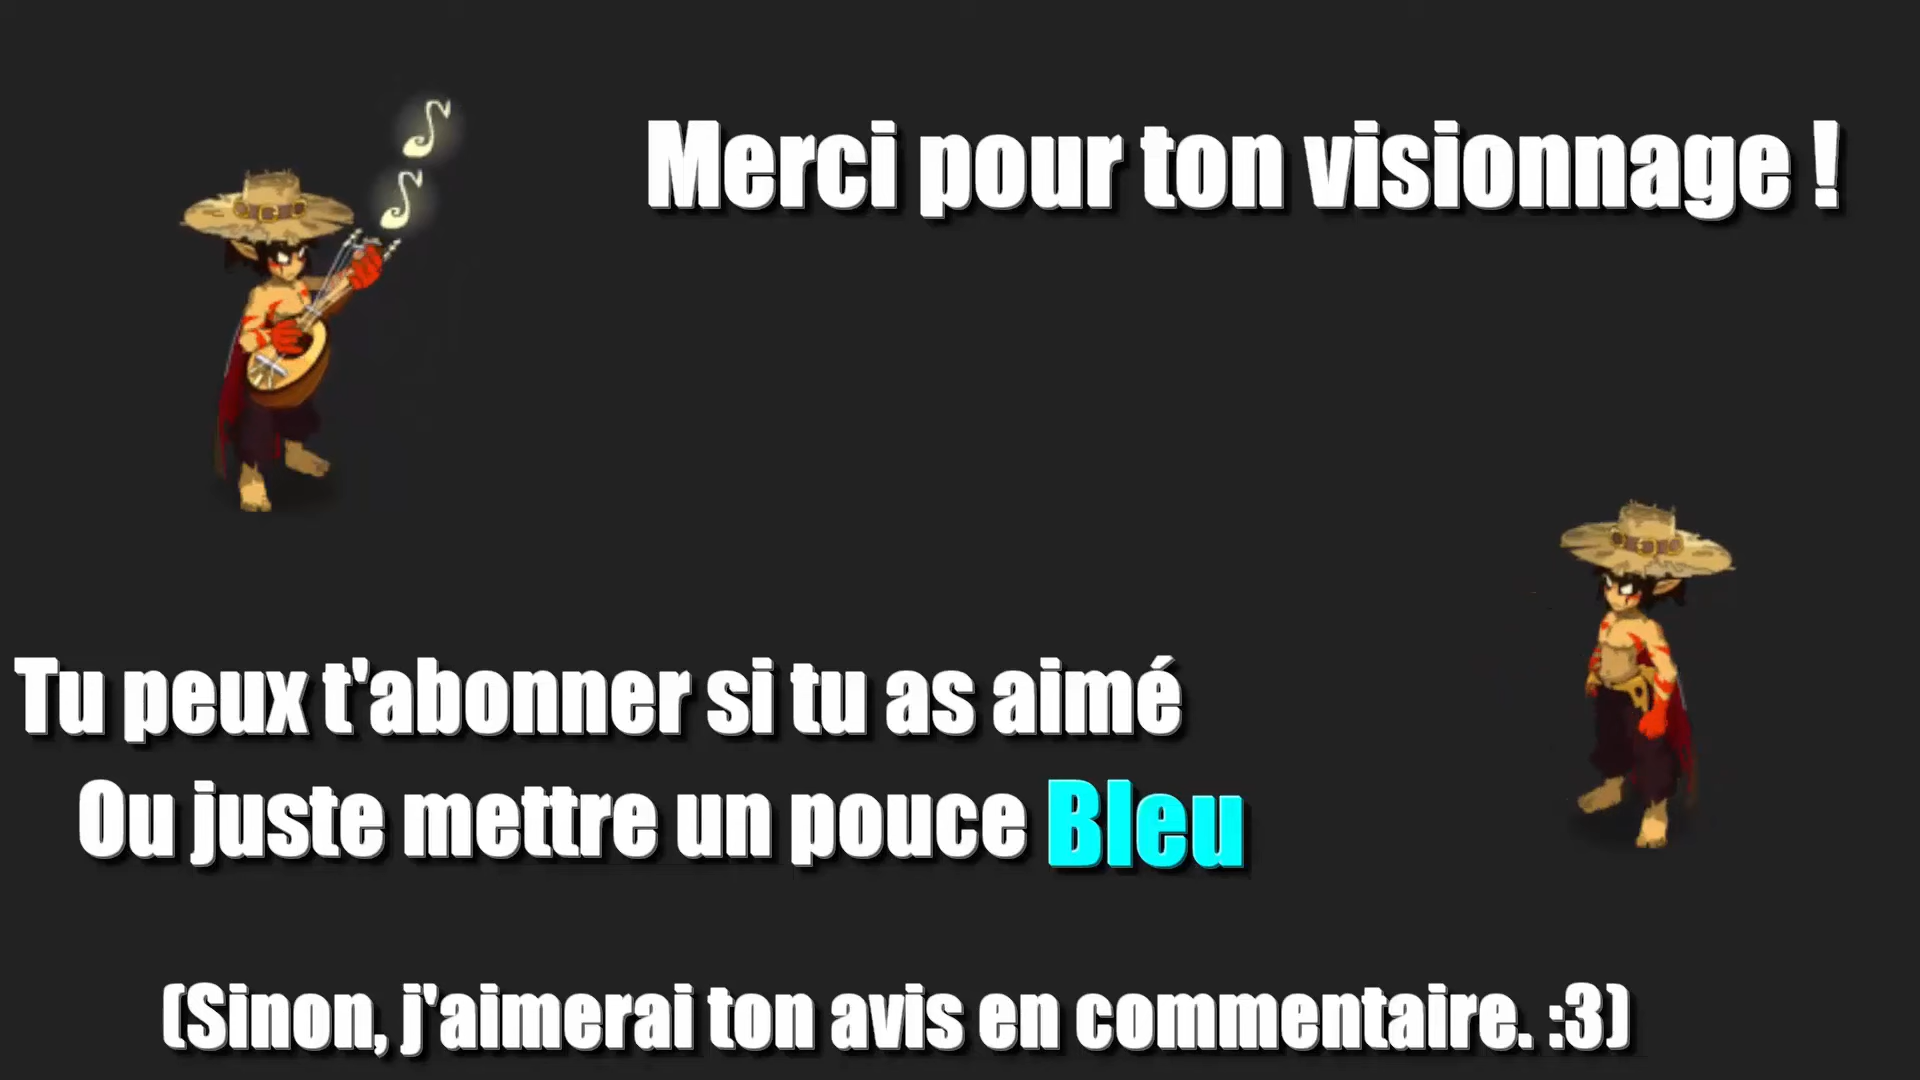 Merci pour ton visionnage !
Tu peux t'abonner si tu as aimé
Ou juste mettre un pouce Bleu
(Sinon, j'aimerai ton avis en commentaire. :3)